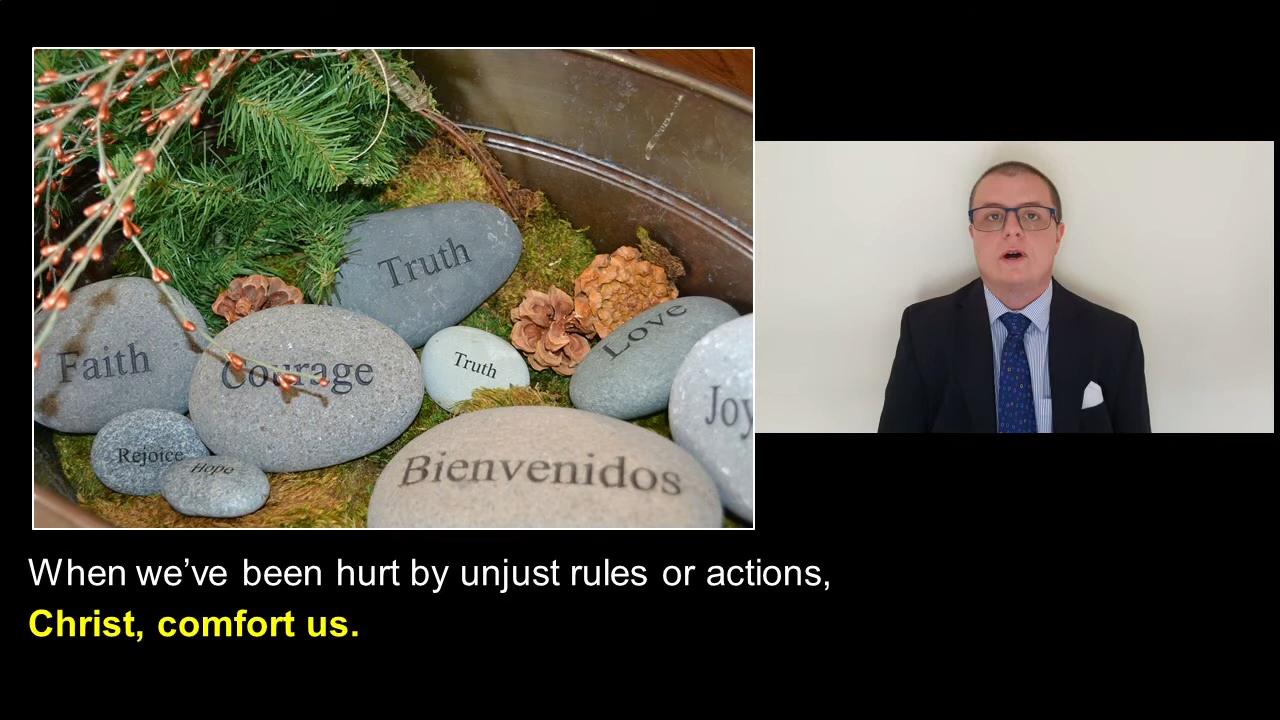 Truth
Faith
Courage
Truth
Love
Joy
Rejoice
Hope
Bienvenidos
When we’ve been hurt by unjust rules or actions,
Christ, comfort us.